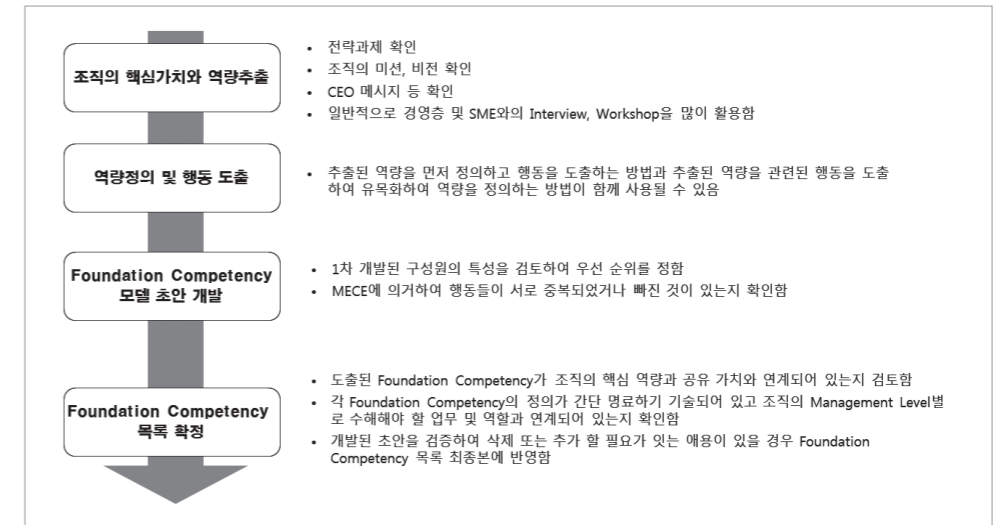 조직의 핵심가치와 역량추출
• 전략과제 확인
• 조직의 미션, 비전 확인
• CEO 메시지 등 확인
• 일반적으로 경영층 및 SME와의 Interview, Workshop을 많이 활용함
역량정의 및 행동 도출
• 추출된 역량을 먼저 정의하고 행동을 도출하는 방법과 추출된 역량을 관련된 행동을 도출
하여 유목화하여 역량을 정의하는 방법이 함께 사용될 수 있음
Foundation Competency
모델 초안 개발
• 1차 개발된 구성원의 특성을 검토하여 우선 순위를 정함
• MECE에 의거하여 행동들이 서로 중복되었거나 빠진 것이 있는지 확인함
Foundation Competency
목록 확정
• 도출된 Foundation Competency가 조직의 핵심 역량과 공유 가치와 연계되어 있는지 검토함
• 각 Foundation Competency의 정의가 간단 명료하기 기술되어 있고 조직의 Management Level별
로 수해해야 할 업무 및 역할과 연계되어 있는지 확인함
• 개발된 초안을 검증하여 삭제 또는 추가 할 필요가 잇는 애용이 있을 경우 Foundation
Competency 목록 최종본에 반영함